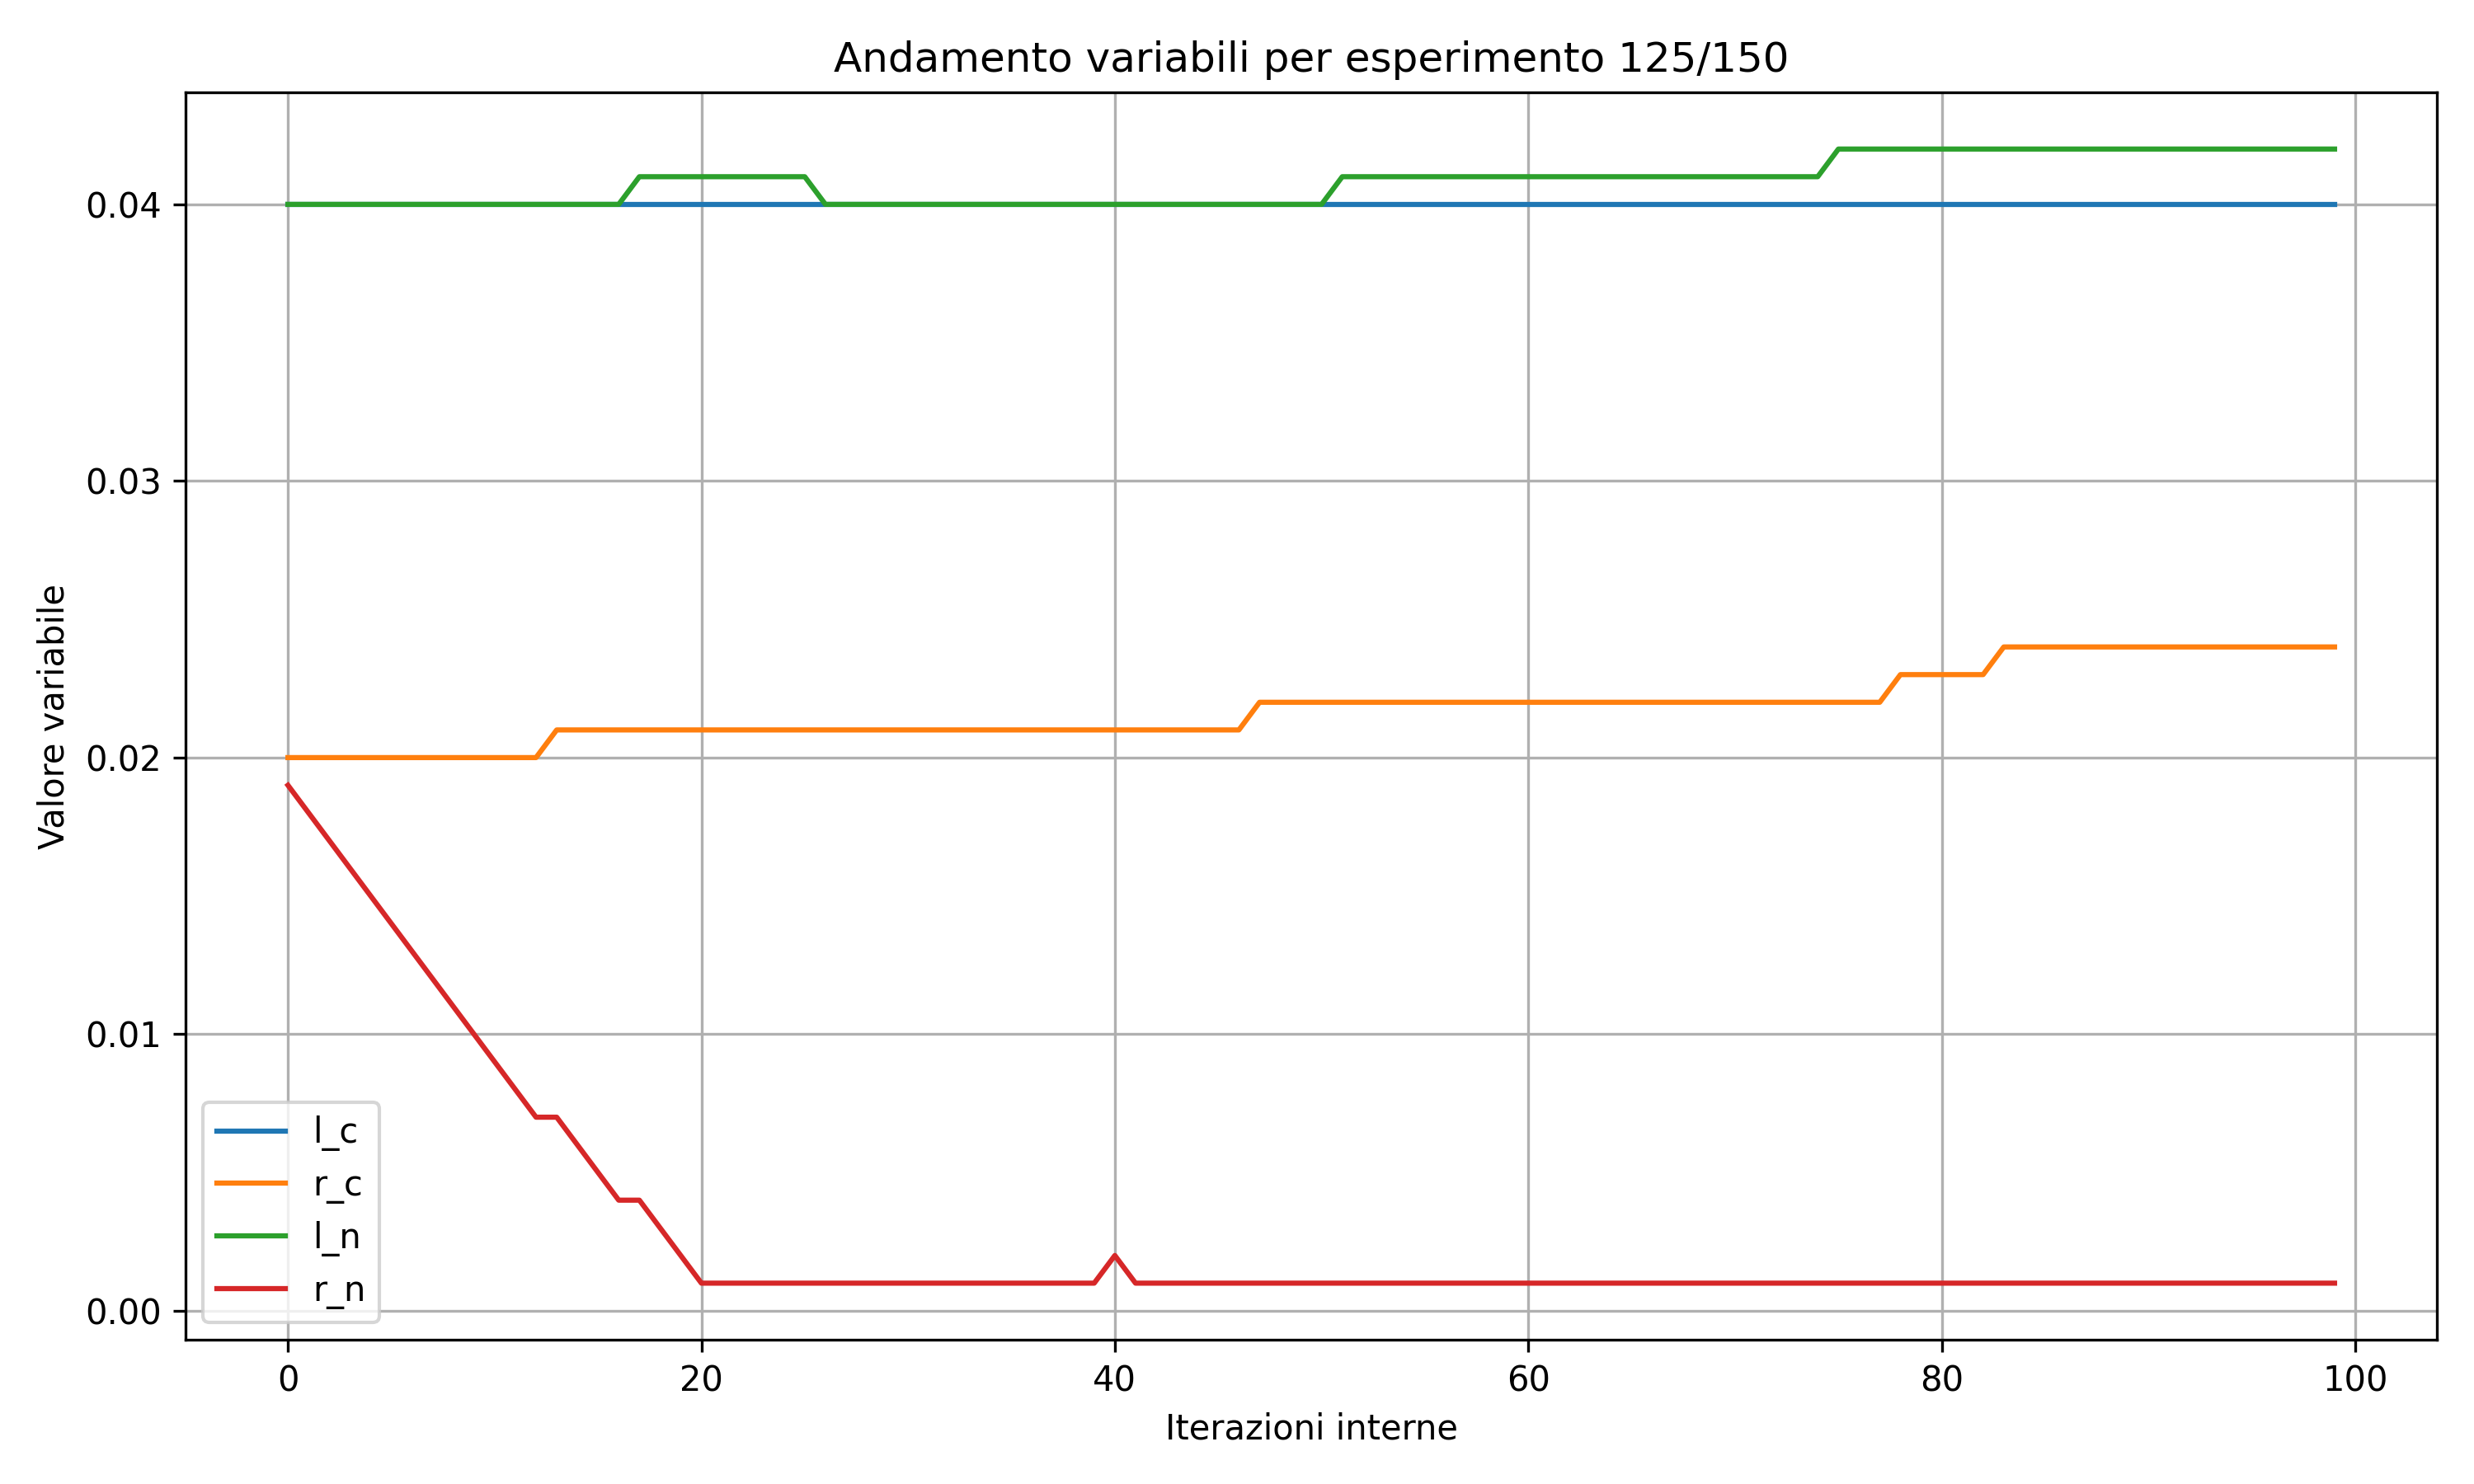 Andamento variabili per esperimento 125/150
Valore variabile
0.04
0.03
0.02
0.01
0.00
l_c
r_c
l_n
r_n
0 20 40 60 80 100
Iterazioni interne